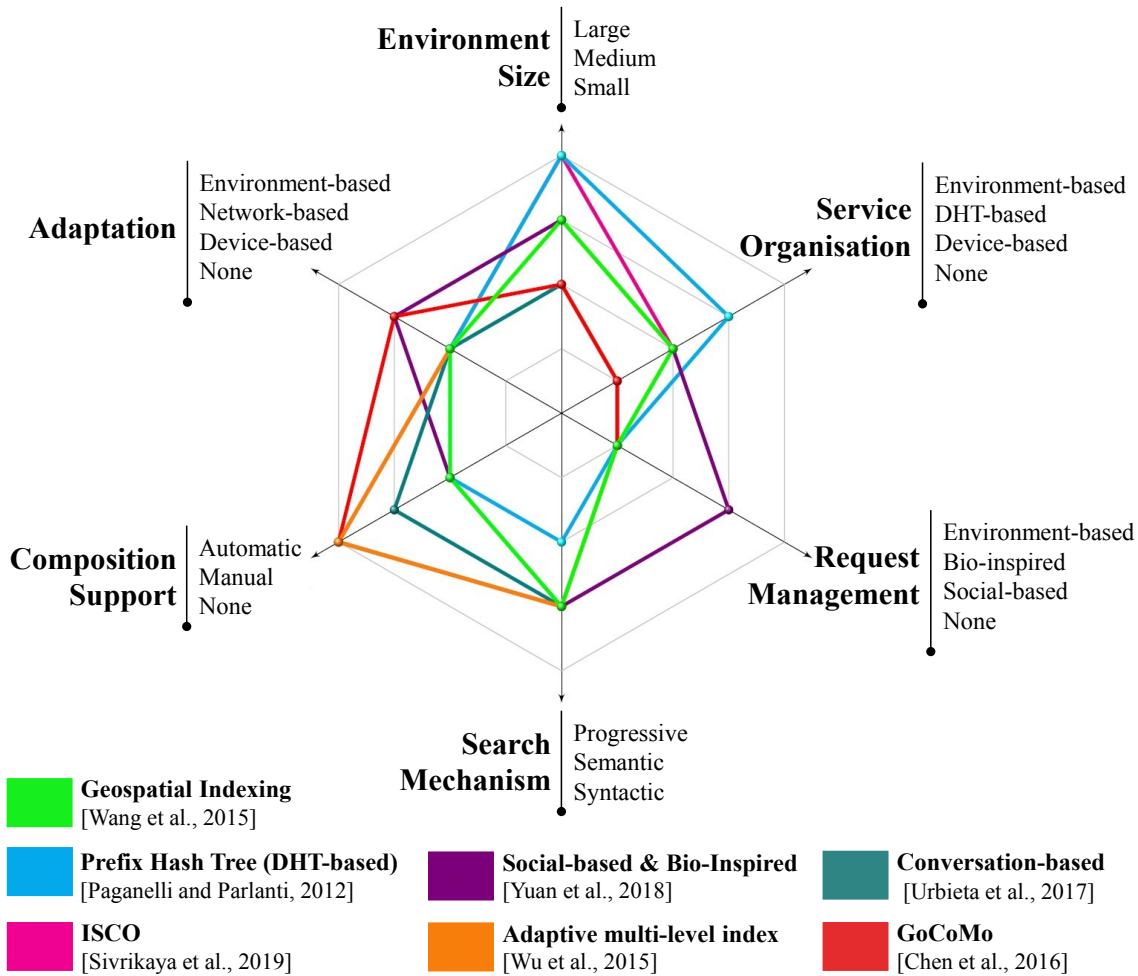 Environment
Size
Large
Medium
Small
Adaptation
Environment-based
Network-based
Device-based
None
Service
Organisation
Environment-based
DHT-based
Device-based
None
Composition
Support
Automatic
Manual
None
Request
Management
Environment-based
Bio-inspired
Social-based
None
Search
Mechanism
Progressive
Semantic
Syntactic
Geospatial Indexing
[Wang et al., 2015]
Prefix Hash Tree (DHT-based)
[Paganelli and Parlanti, 2012]
Social-based & Bio-Inspired
[Yuan et al., 2018]
Conversation-based
[Urbieta et al., 2017]
ISCO
[Sivrikaya et al., 2019]
Adaptive multi-level index
[Wu et al., 2015]
GoCoMo
[Chen et al., 2016]